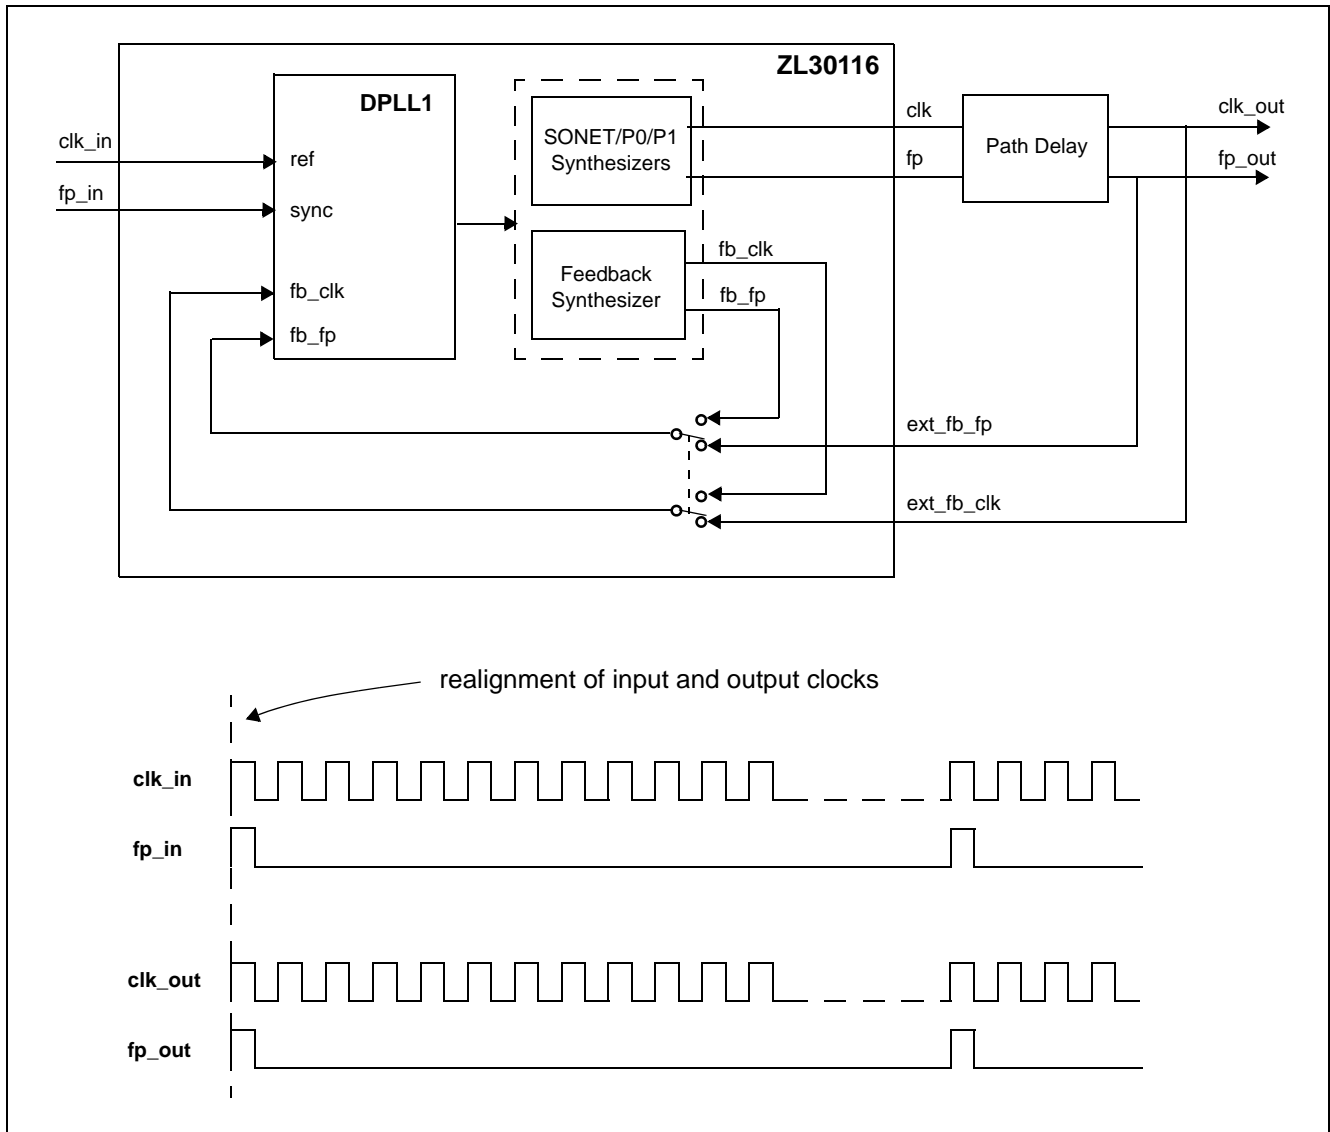 ZL30116
DPLL1
clk_in
ref
fp_in
sync
fb_clk
fb_fp
SONET/P0/P1
Synthesizers
Feedback
Synthesizer
fb_clk
fb_fp
clk
fp
Path Delay
clk_out
fp_out
ext_fb_fp
ext_fb_clk
realignment of input and output clocks
clk_in
fp_in
clk_out
fp_out